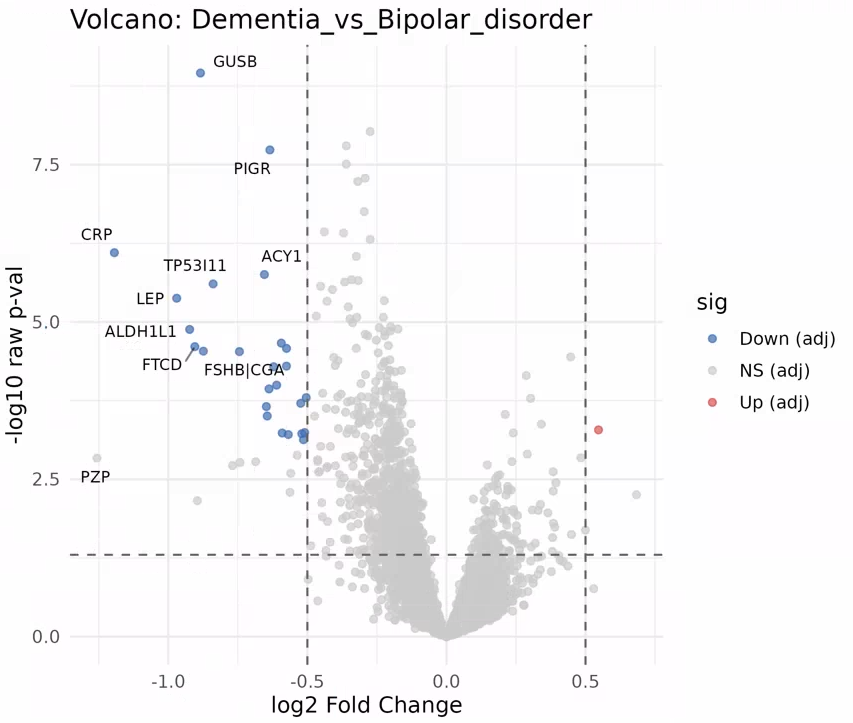 Volcano: Dementia_vs_Bipolar_disorder
GUSB
PIGR
CRP
ACY1
TP53I11
LEP
ALDH1L1
FTCD
FSHB|CGA
PZP
7.5
5.0
2.5
0.0
-log10 raw p-val
-1.0
-0.5
0.0
0.5
log2 Fold Change
sig
Down (adj)
NS (adj)
Up (adj)